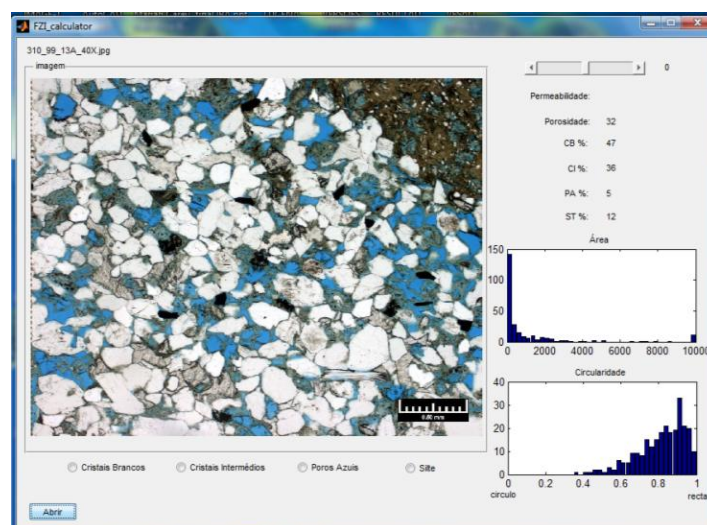 FZI_calculator
310_99_13A_40X.jpg
imagem
0
Permeabilidade:
Porosidade: 32
CB %: 47
CI %: 36
PA %: 5
ST %: 12
Área
150
100
50
0
0 2000 4000 6000 8000 10000
Circularidade
40
30
20
10
0
0 0.2 0.4 0.6 0.8 1
circulo recta
Cristais Brancos Cristais Intermédios Poros Azuis Silte
Abrir